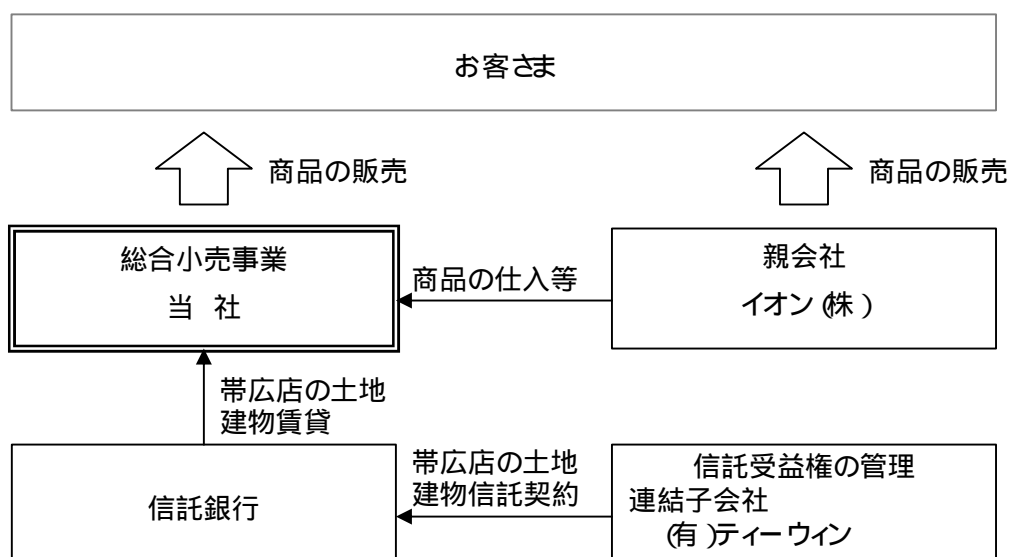 お客さま
商品の販売
商品の販売
総合小売事業
当 社
商品の仕入等
親会社
イオン(株)
帯広店の土地
建物賃貸
信託銀行
帯広店の土地
建物信託契約
信託受益権の管理
連結子会社
(有)ティーウィン